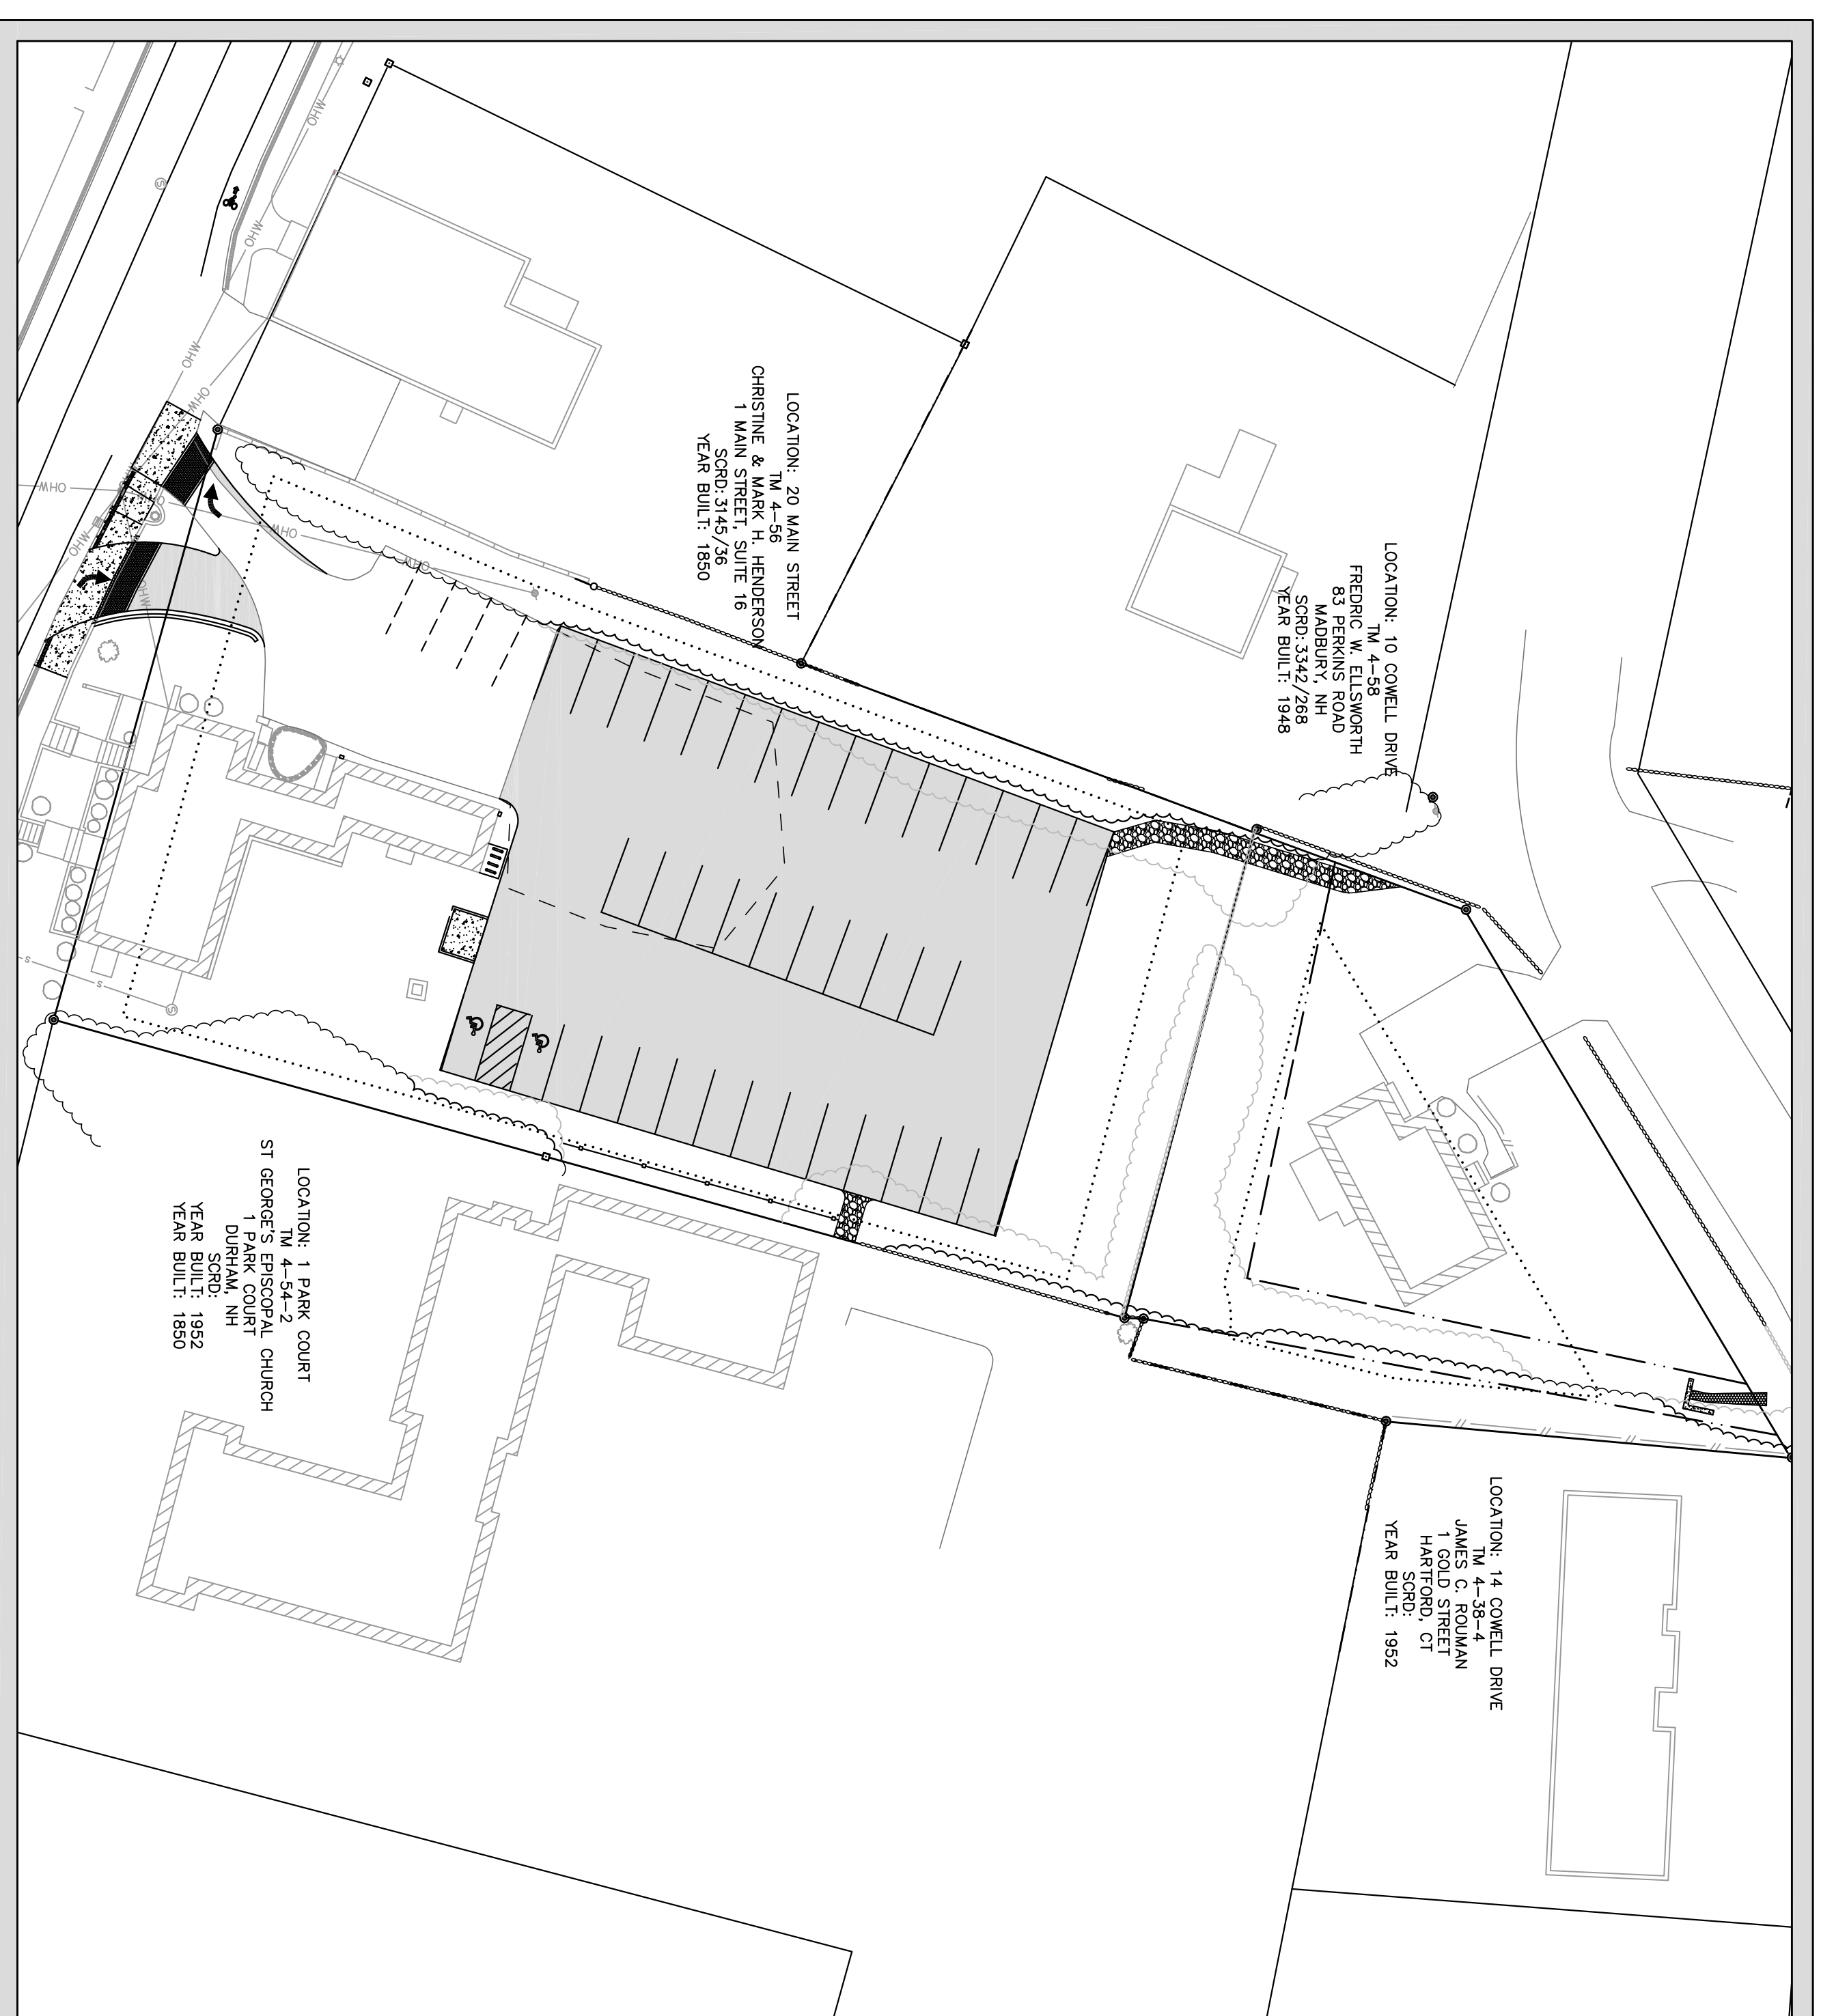 LOCATION: 20 MAIN STREET
TM 4-56
CHRISTINE & MARK H. HENDERSON
1 MAIN STREET, SUITE 16
SCRD: 3145/36
YEAR BUILT: 1850
LOCATION: 10 COWELL DRIVE
TM 4-58
FREDRIC W. ELLSWORTH
83 PERKINS ROAD
MADBURY, NH
SCRD: 3342/268
YEAR BUILT: 1948
LOCATION: 1 PARK COURT
TM 4-54-2
ST GEORGE'S EPISCOPAL CHURCH
1 PARK COURT
DURHAM, NH
SCRD:
YEAR BUILT: 1952
YEAR BUILT: 1850
LOCATION: 14 COWELL DRIVE
TM 4-38-4
JAMES C. ROUMAN
1 GOLD STREET
HARTFORD, CT
SCRD:
YEAR BUILT: 1952
OHW
OHW
OHW
OHW
OHW
OHW
OHW
OHW
OHW
S
S
S
S